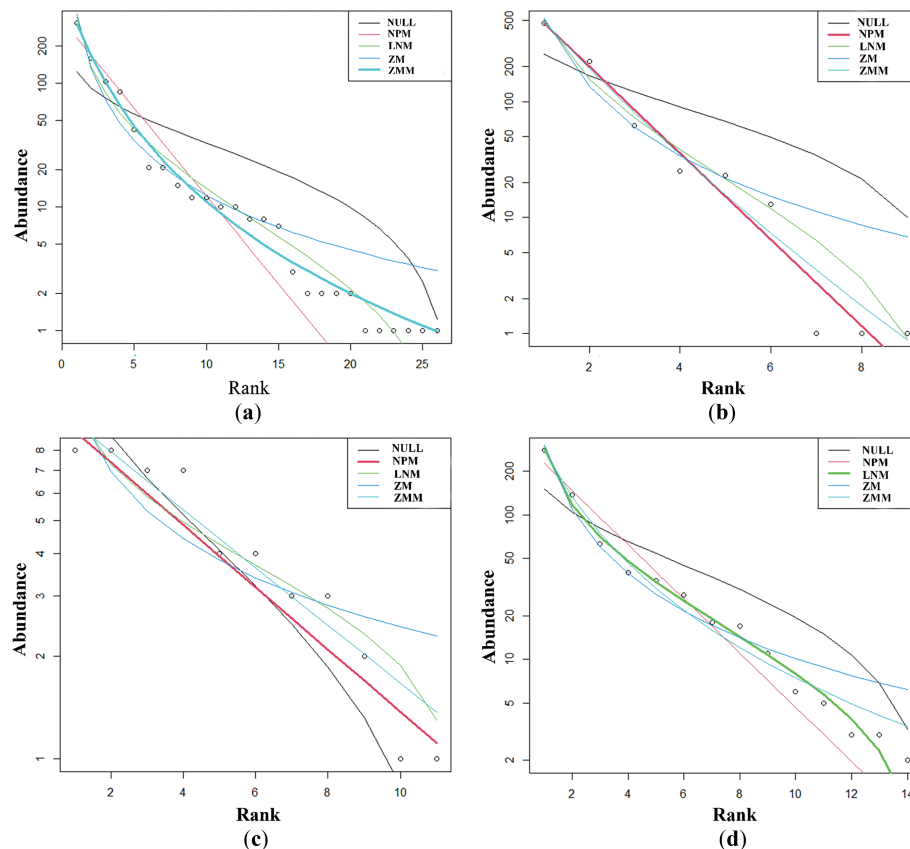 NULL
NPM
LNM
ZM
ZMM
Abundance
200
100
50
20
10
5
2
1
0 5 10 15 20 25
Rank
(a)
NULL
NPM
LNM
ZM
ZMM
Abundance
500
200
100
50
20
10
5
2
1
2 4 6 8
Rank
(b)
NULL
NPM
LNM
ZM
ZMM
Abundance
8
7
6
5
4
3
2
1
2 4 6 8 10
Rank
(c)
NULL
NPM
LNM
ZM
ZMM
Abundance
200
100
50
20
10
5
2
2 4 6 8 10 12 14
Rank
(d)